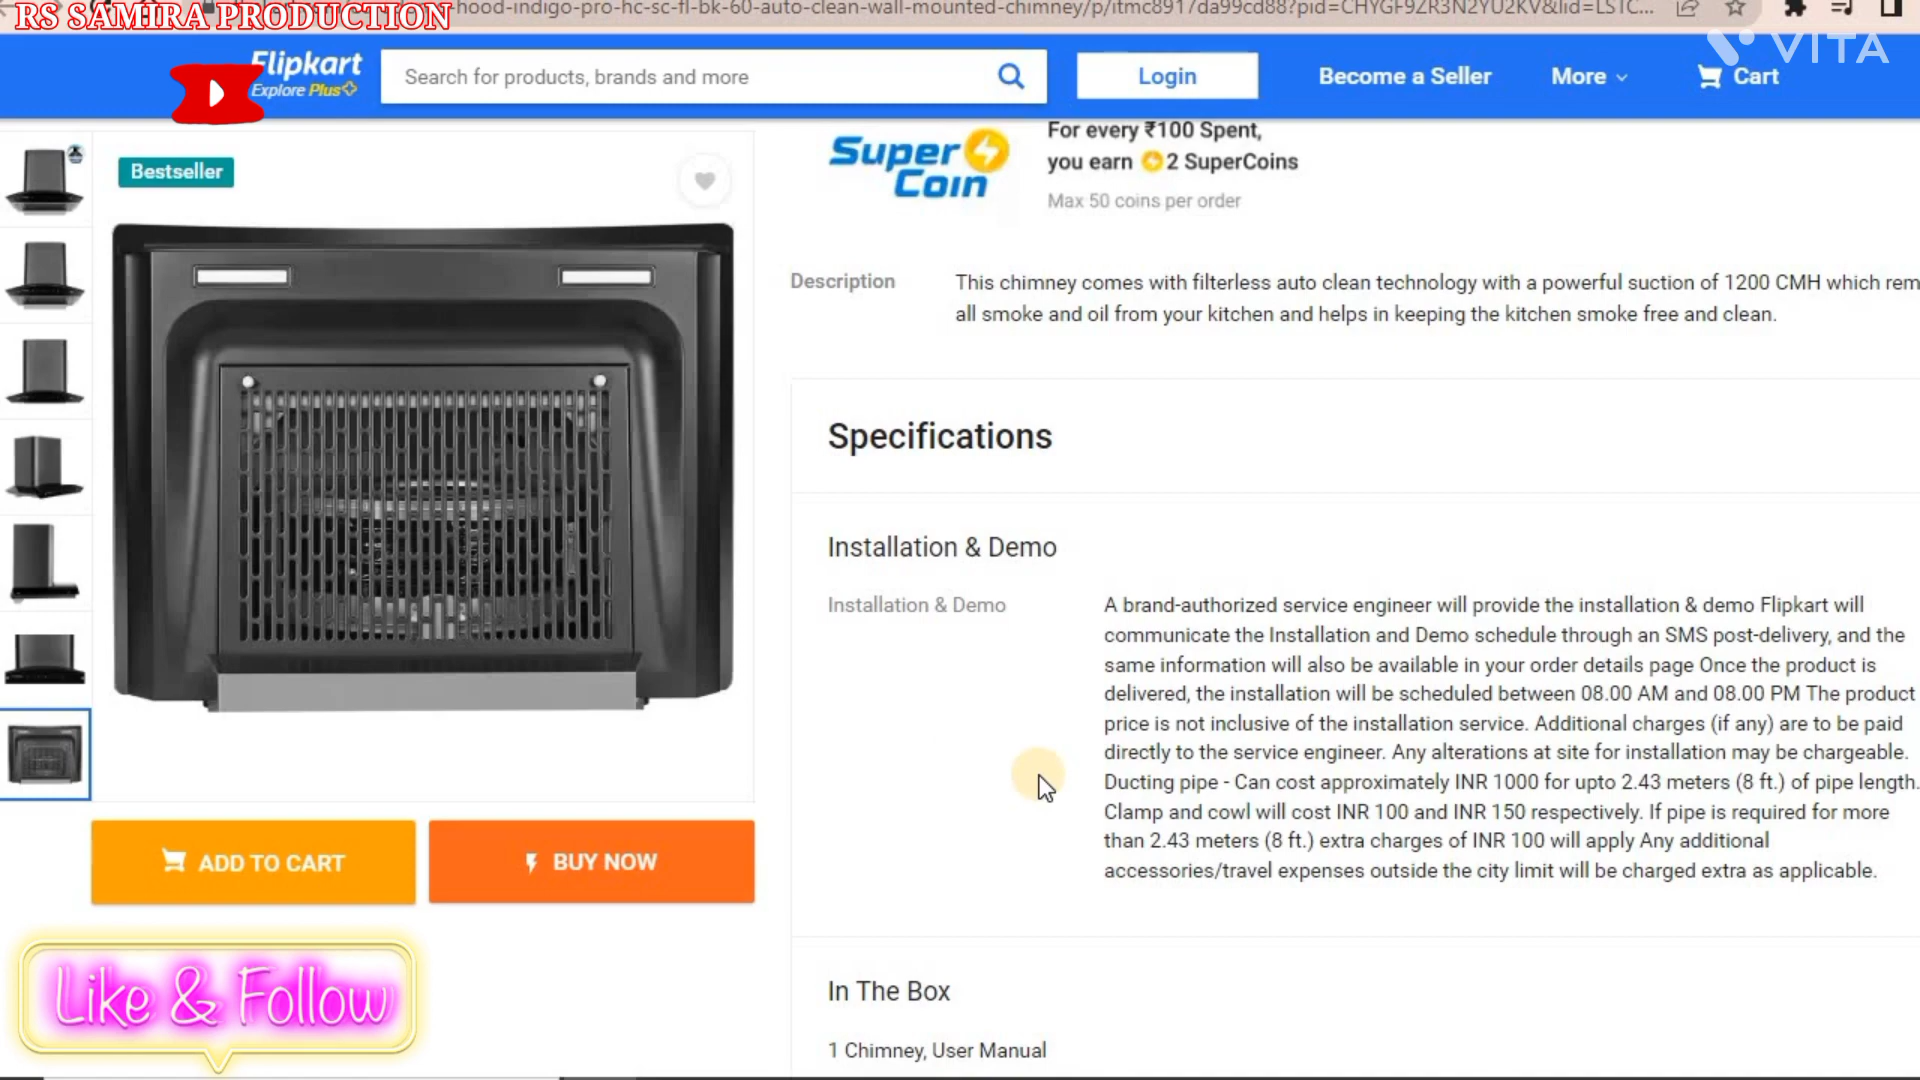 RS SAMIRA PRODUCTION
hood-indigo-pro-hc-sc-fl-bk-60-auto-clean-wall-mounted-chimney/p/itmc8917da99cd88?pid=CHYGF9ZR3N2YU2KV&lid=LSTC...
VITA
Flipkart
Explore Plus
Search for products, brands and more
Login
Become a Seller
More
Cart
Bestseller
Super Coin
For every ₹100 Spent,
you earn 2 SuperCoins
Max 50 coins per order
Description
This chimney comes with filterless auto clean technology with a powerful suction of 1200 CMH which rem
all smoke and oil from your kitchen and helps in keeping the kitchen smoke free and clean.
Specifications
Installation & Demo
Installation & Demo
A brand-authorized service engineer will provide the installation & demo Flipkart will
communicate the Installation and Demo schedule through an SMS post-delivery, and the
same information will also be available in your order details page Once the product is
delivered, the installation will be scheduled between 08.00 AM and 08.00 PM The product
price is not inclusive of the installation service. Additional charges (if any) are to be paid
directly to the service engineer. Any alterations at site for installation may be chargeable.
Ducting pipe - Can cost approximately INR 1000 for upto 2.43 meters (8 ft.) of pipe length.
Clamp and cowl will cost INR 100 and INR 150 respectively. If pipe is required for more
than 2.43 meters (8 ft.) extra charges of INR 100 will apply Any additional
accessories/travel expenses outside the city limit will be charged extra as applicable.
ADD TO CART
BUY NOW
Like & Follow
In The Box
1 Chimney, User Manual